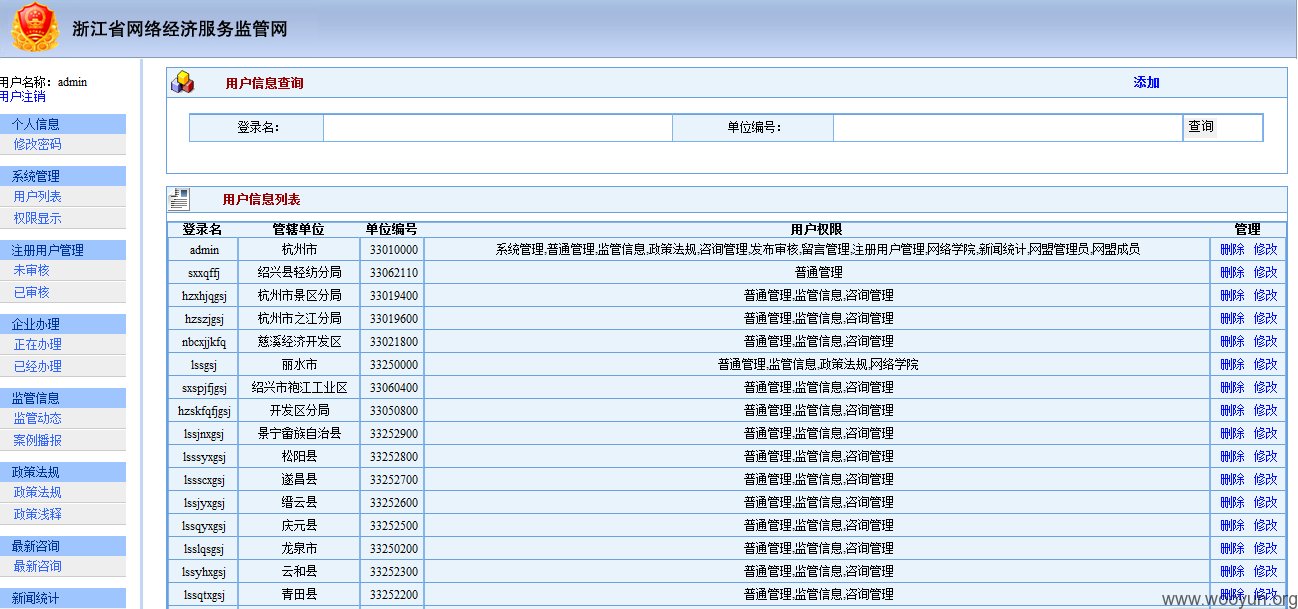 浙江省网络经济服务监管网
用户名称：admin
用户注销
个人信息
修改密码
系统管理
用户列表
权限显示
注册用户管理
未审核
已审核
企业办理
正在办理
已经办理
监管信息
监管动态
案例播报
政策法规
政策法规
政策浅释
最新咨询
最新咨询
新闻统计
用户信息查询 添加
登录名： 单位编号： 查询
用户信息列表
登录名 管辖单位 单位编号 用户权限 管理
admin 杭州市 33010000 系统管理,普通管理,监管信息,政策法规,咨询管理,发布审核,留言管理,注册用户管理,网络学院,新闻统计,网盟管理员,网盟成员 删除 修改
sxxqffj 绍兴县轻纺分局 33062110 普通管理 删除 修改
hzxhjqgsj 杭州市景区分局 33019400 普通管理,监管信息,咨询管理 删除 修改
hzszjgsj 杭州市之江分局 33019600 普通管理,监管信息,咨询管理 删除 修改
nbcxjjkfq 慈溪经济开发区 33021800 普通管理,监管信息,咨询管理 删除 修改
lssgsj 丽水市 33250000 普通管理,监管信息,政策法规,网络学院 删除 修改
sxspjfjgsj 绍兴市袍江工业区 33060400 普通管理,监管信息,咨询管理 删除 修改
hzskfqfjgsj 开发区分局 33050800 普通管理,监管信息,咨询管理 删除 修改
lssjnxgsj 景宁畲族自治县 33252900 普通管理,监管信息,咨询管理 删除 修改
lsssyxgsj 松阳县 33252800 普通管理,监管信息,咨询管理 删除 修改
lssscxgsj 遂昌县 33252700 普通管理,监管信息,咨询管理 删除 修改
lssjyxgsj 缙云县 33252600 普通管理,监管信息,咨询管理 删除 修改
lssqyxgsj 庆元县 33252500 普通管理,监管信息,咨询管理 删除 修改
lsslqsgsj 龙泉市 33250200 普通管理,监管信息,咨询管理 删除 修改
lssyhxgsj 云和县 33252300 普通管理,监管信息,咨询管理 删除 修改
lssqtxgsj 青田县 33252200 普通管理,监管信息,咨询管理 删除 修改
www.wooyun.org